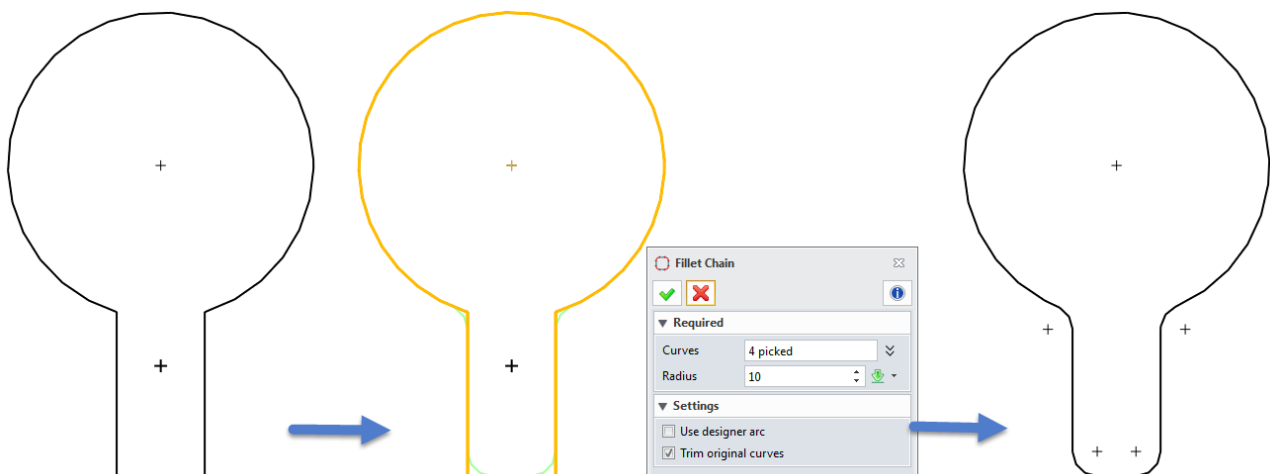 Fillet Chain
Required
Curves 4 picked
Radius 10
Settings
Use designer arc
Trim original curves